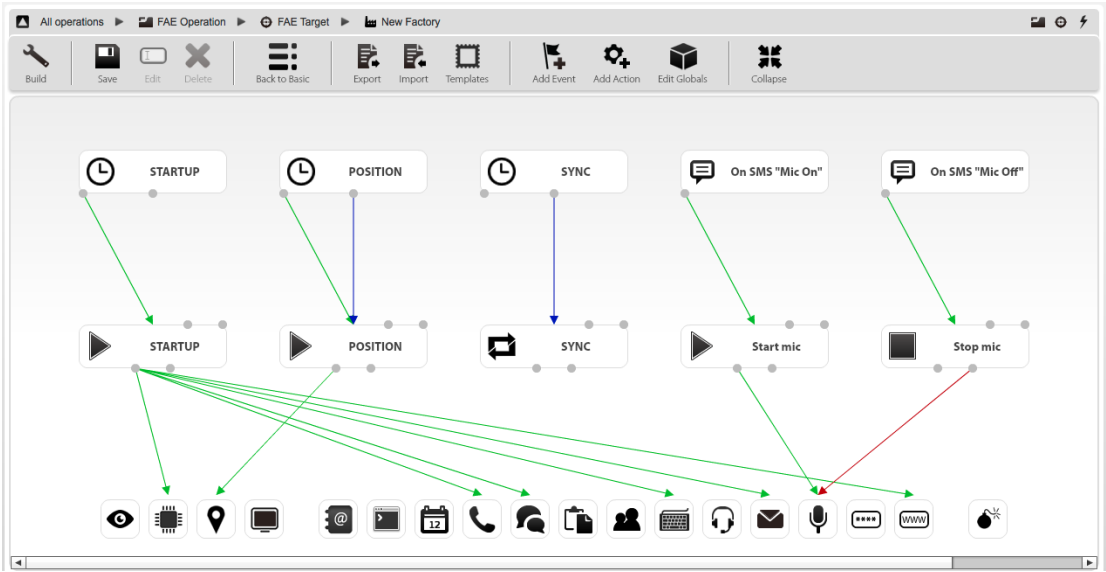 All operations FAE Operation FAE Target New Factory
Build Save Edit Delete Back to Basic Export Import Templates Add Event Add Action Edit Globals Collapse
STARTUP POSITION SYNC On SMS "Mic On" On SMS "Mic Off"
STARTUP POSITION SYNC Start mic Stop mic
@ 12 **** WWW